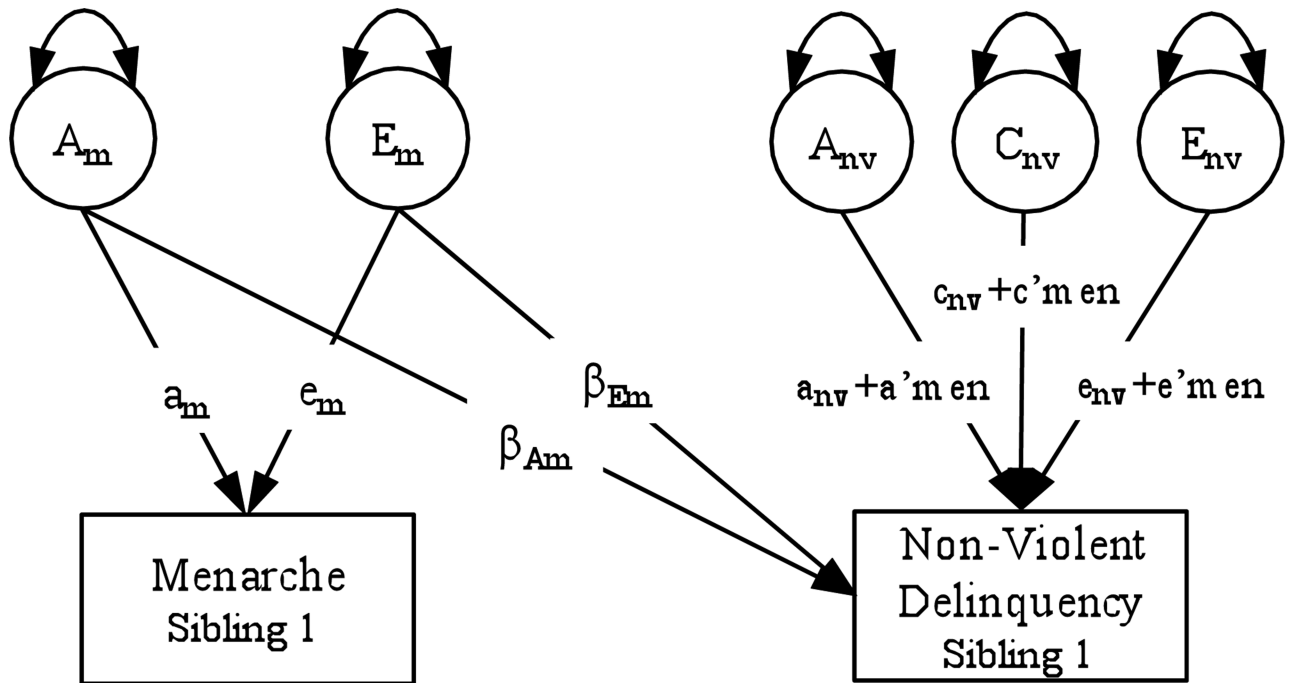 Am
Em
Anv
Cnv
Env
cnv+c'm en
βEm
anv+a'm en
env+e'm en
am
em
βAm
Menarche
Sibling 1
Non-Violent
Delinquency
Sibling 1